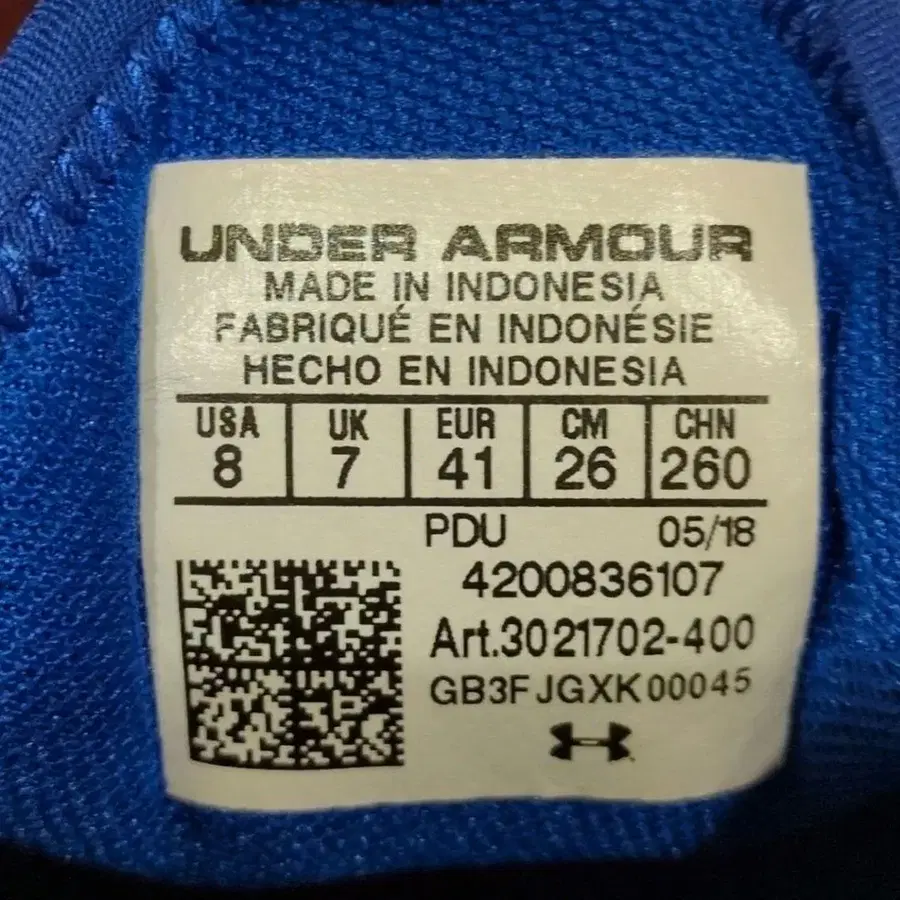 UNDER ARMOUR
MADE IN INDONESIA
FABRIQUÉ EN INDONÉSIE
HECHO EN INDONESIA
USA UK EUR CM CHN
8 7 41 26 260
PDU 05/18
4200836107
Art.3021702-400
GB3FJGXK00045